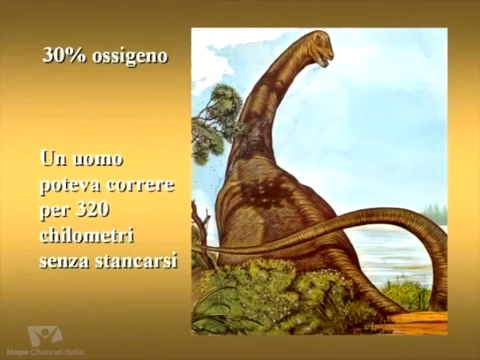 30% ossigeno
Un uomo
poteva correre
per 320
chilometri
senza stancarsi
Hope Channel Italia